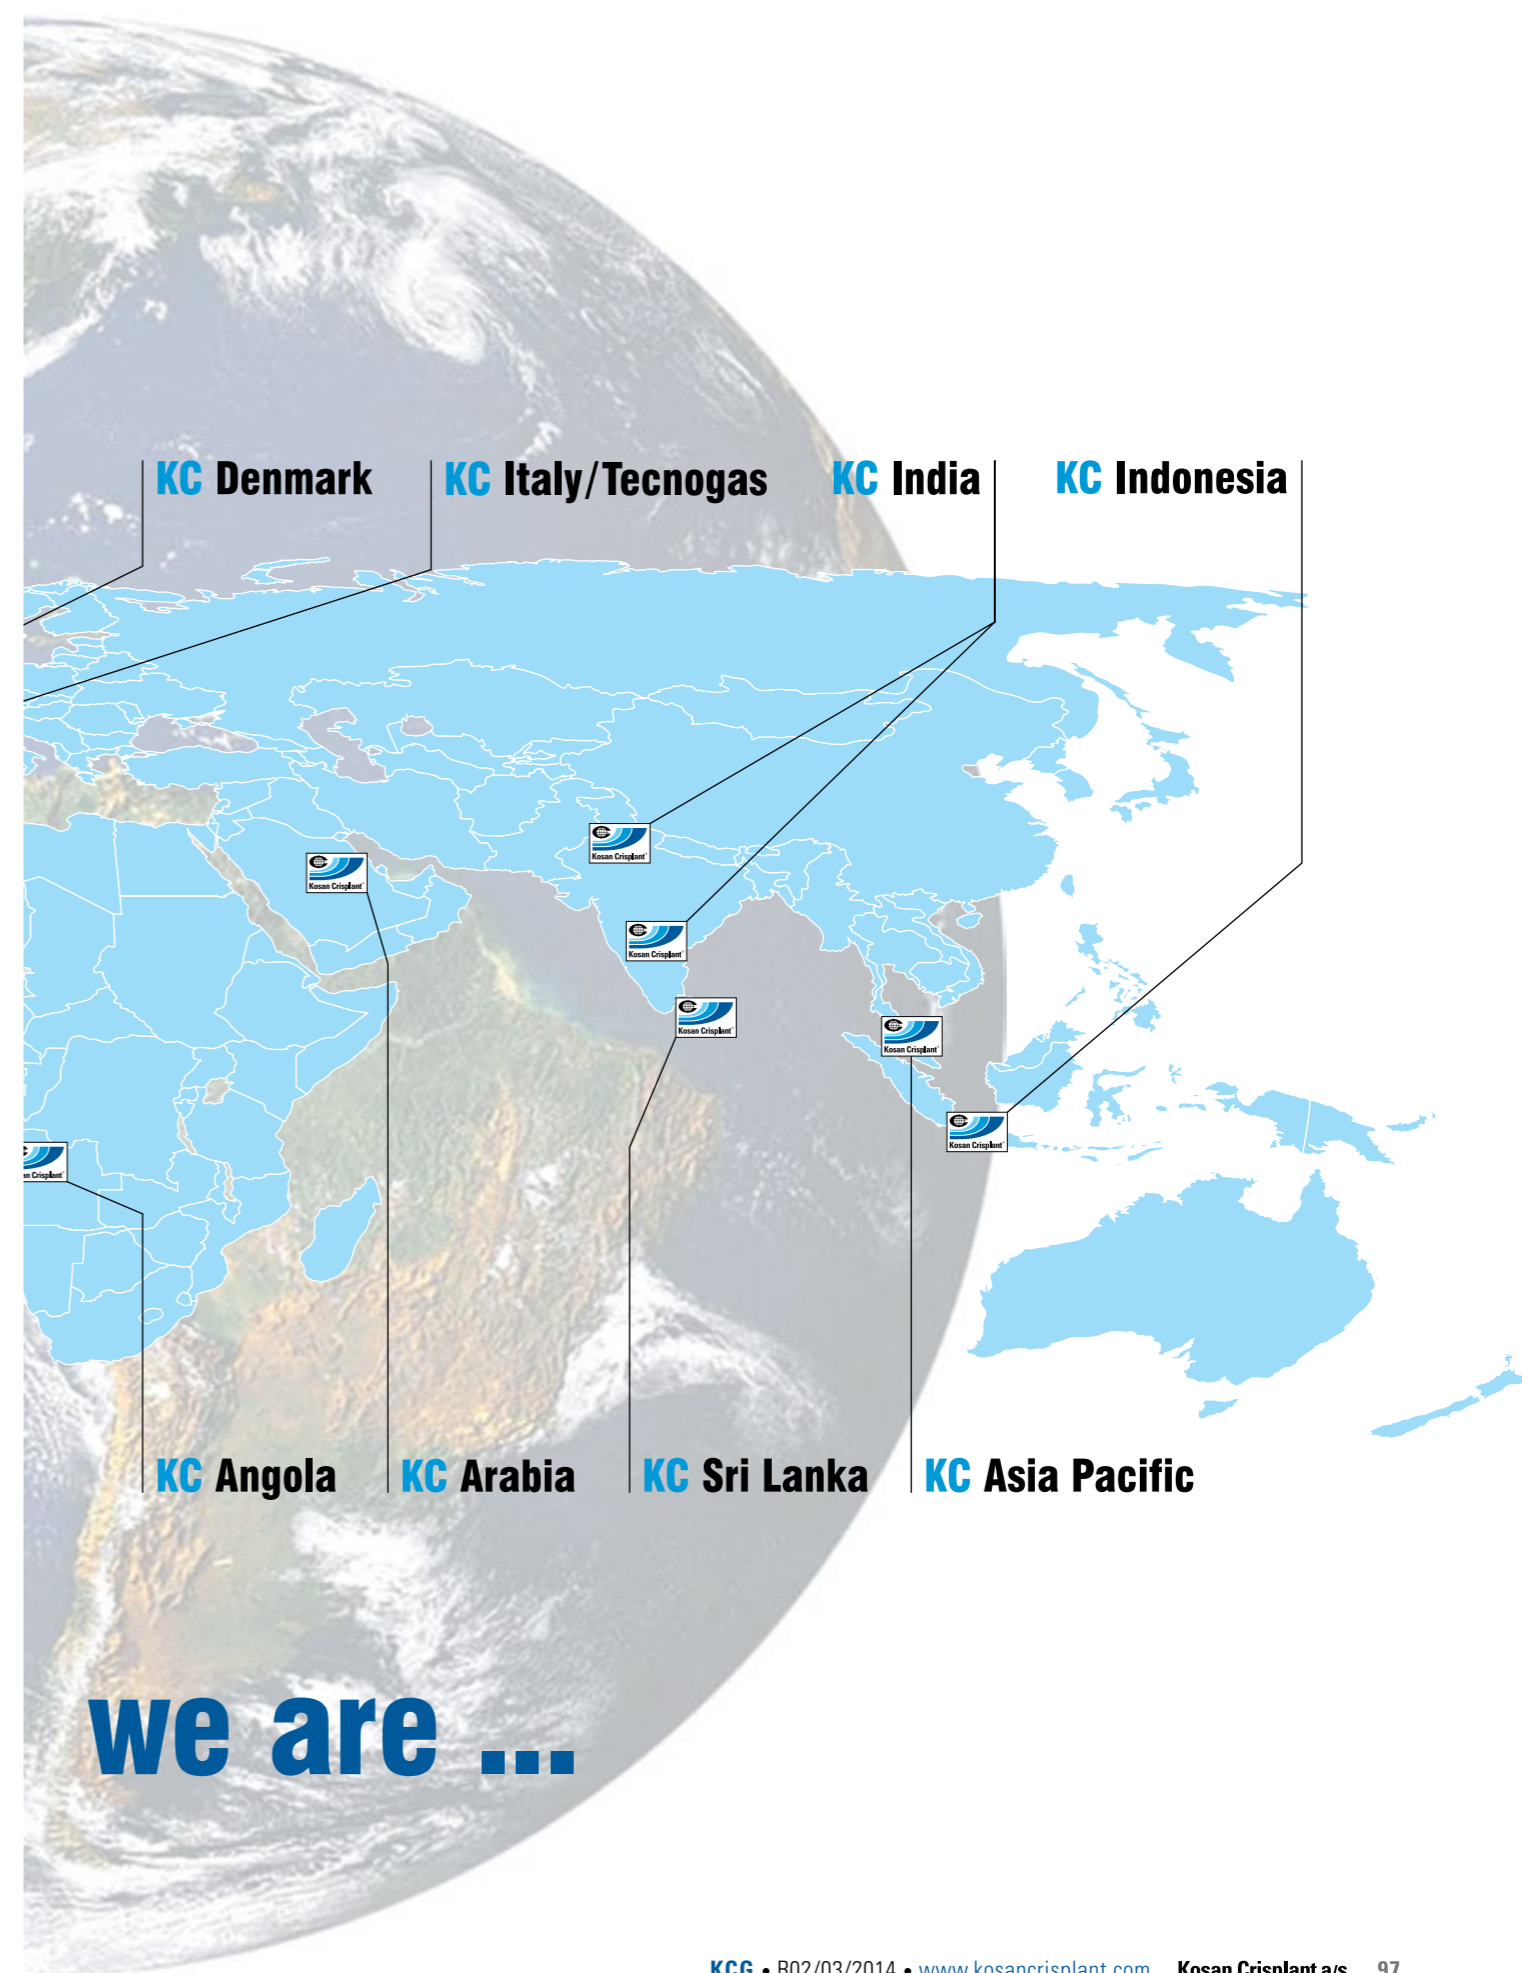 KC Denmark
KC Italy/Tecnogas
KC India
KC Indonesia
Kosan Crisplant
Kosan Crisplant
Kosan Crisplant
Kosan Crisplant
Kosan Crisplant
Kosan Crisplant
Crisplant
KC Angola
KC Arabia
KC Sri Lanka
KC Asia Pacific
we are ...
KCG • R02/03/2014 • www.kosancrisplant.com Kosan Crisplant a/s 97